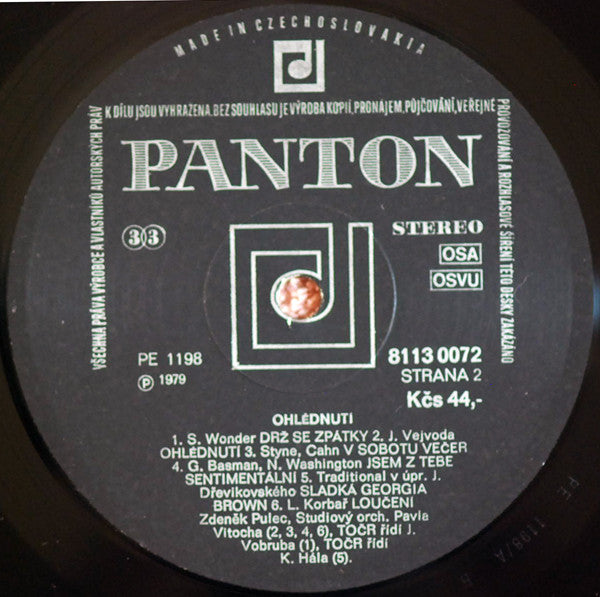 MADE IN CZECHOSLOVAKIA
VŠECHNA PRÁVA VÝROBCE A VLASTNÍKŮ AUTORSKÝCH PRÁV
K DÍLU JSOU VYHRAZENA. BEZ SOUHLASU JE VÝROBA KOPIÍ, PRONÁJEM, PŮJČOVÁNÍ, VEŘEJNÉ
PROVOZOVÁNÍ A ROZHLASOVÉ ŠÍŘENÍ TÉTO DESKY ZAKÁZÁNO
PANTON
33
STEREO
OSA
OSVU
PE 1198
Ⓟ 1979
8113 0072
STRANA 2
Kčs 44,-
OHLÉDNUTÍ
1. S. Wonder DRŽ SE ZPÁTKY 2. J. Vejvoda
OHLÉDNUTÍ 3. Styne, Cahn V SOBOTU VEČER
4. G. Basman, N. Washington JSEM Z TEBE
SENTIMENTÁLNÍ 5. Traditional v úpr. J.
Dřevikovského SLADKÁ GEORGIA
BROWN 6. L. Korbař LOUČENÍ
Zdeněk Pulec, Studiový orch. Pavla
Vitocha (2, 3, 4, 6), TOČR řídí J.
Vobruba (1), TOČR řídí
K. Hála (5).
PE 1198/A